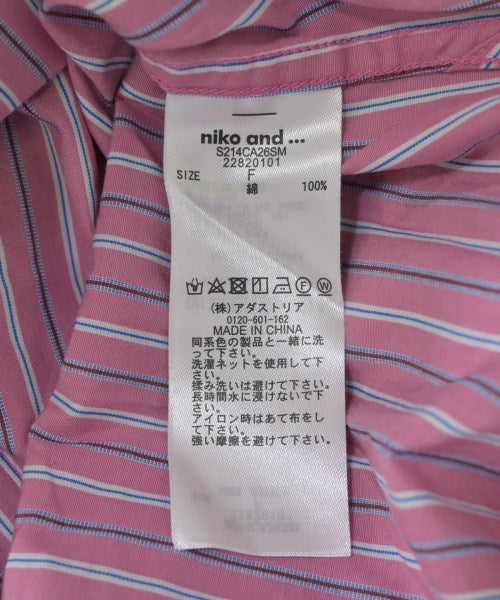 niko and ...
S214CA26SM
22820101
SIZE F
綿 100%
(株)アダストリア
0120-601-162
MADE IN CHINA
同系色の製品と一緒に洗
って下さい。
洗濯ネットを使用して下
さい。
揉み洗いは避けて下さい。
長時間水に浸けないで下
さい。
アイロン時はあて布をし
て下さい。
強い摩擦を避けて下さい。